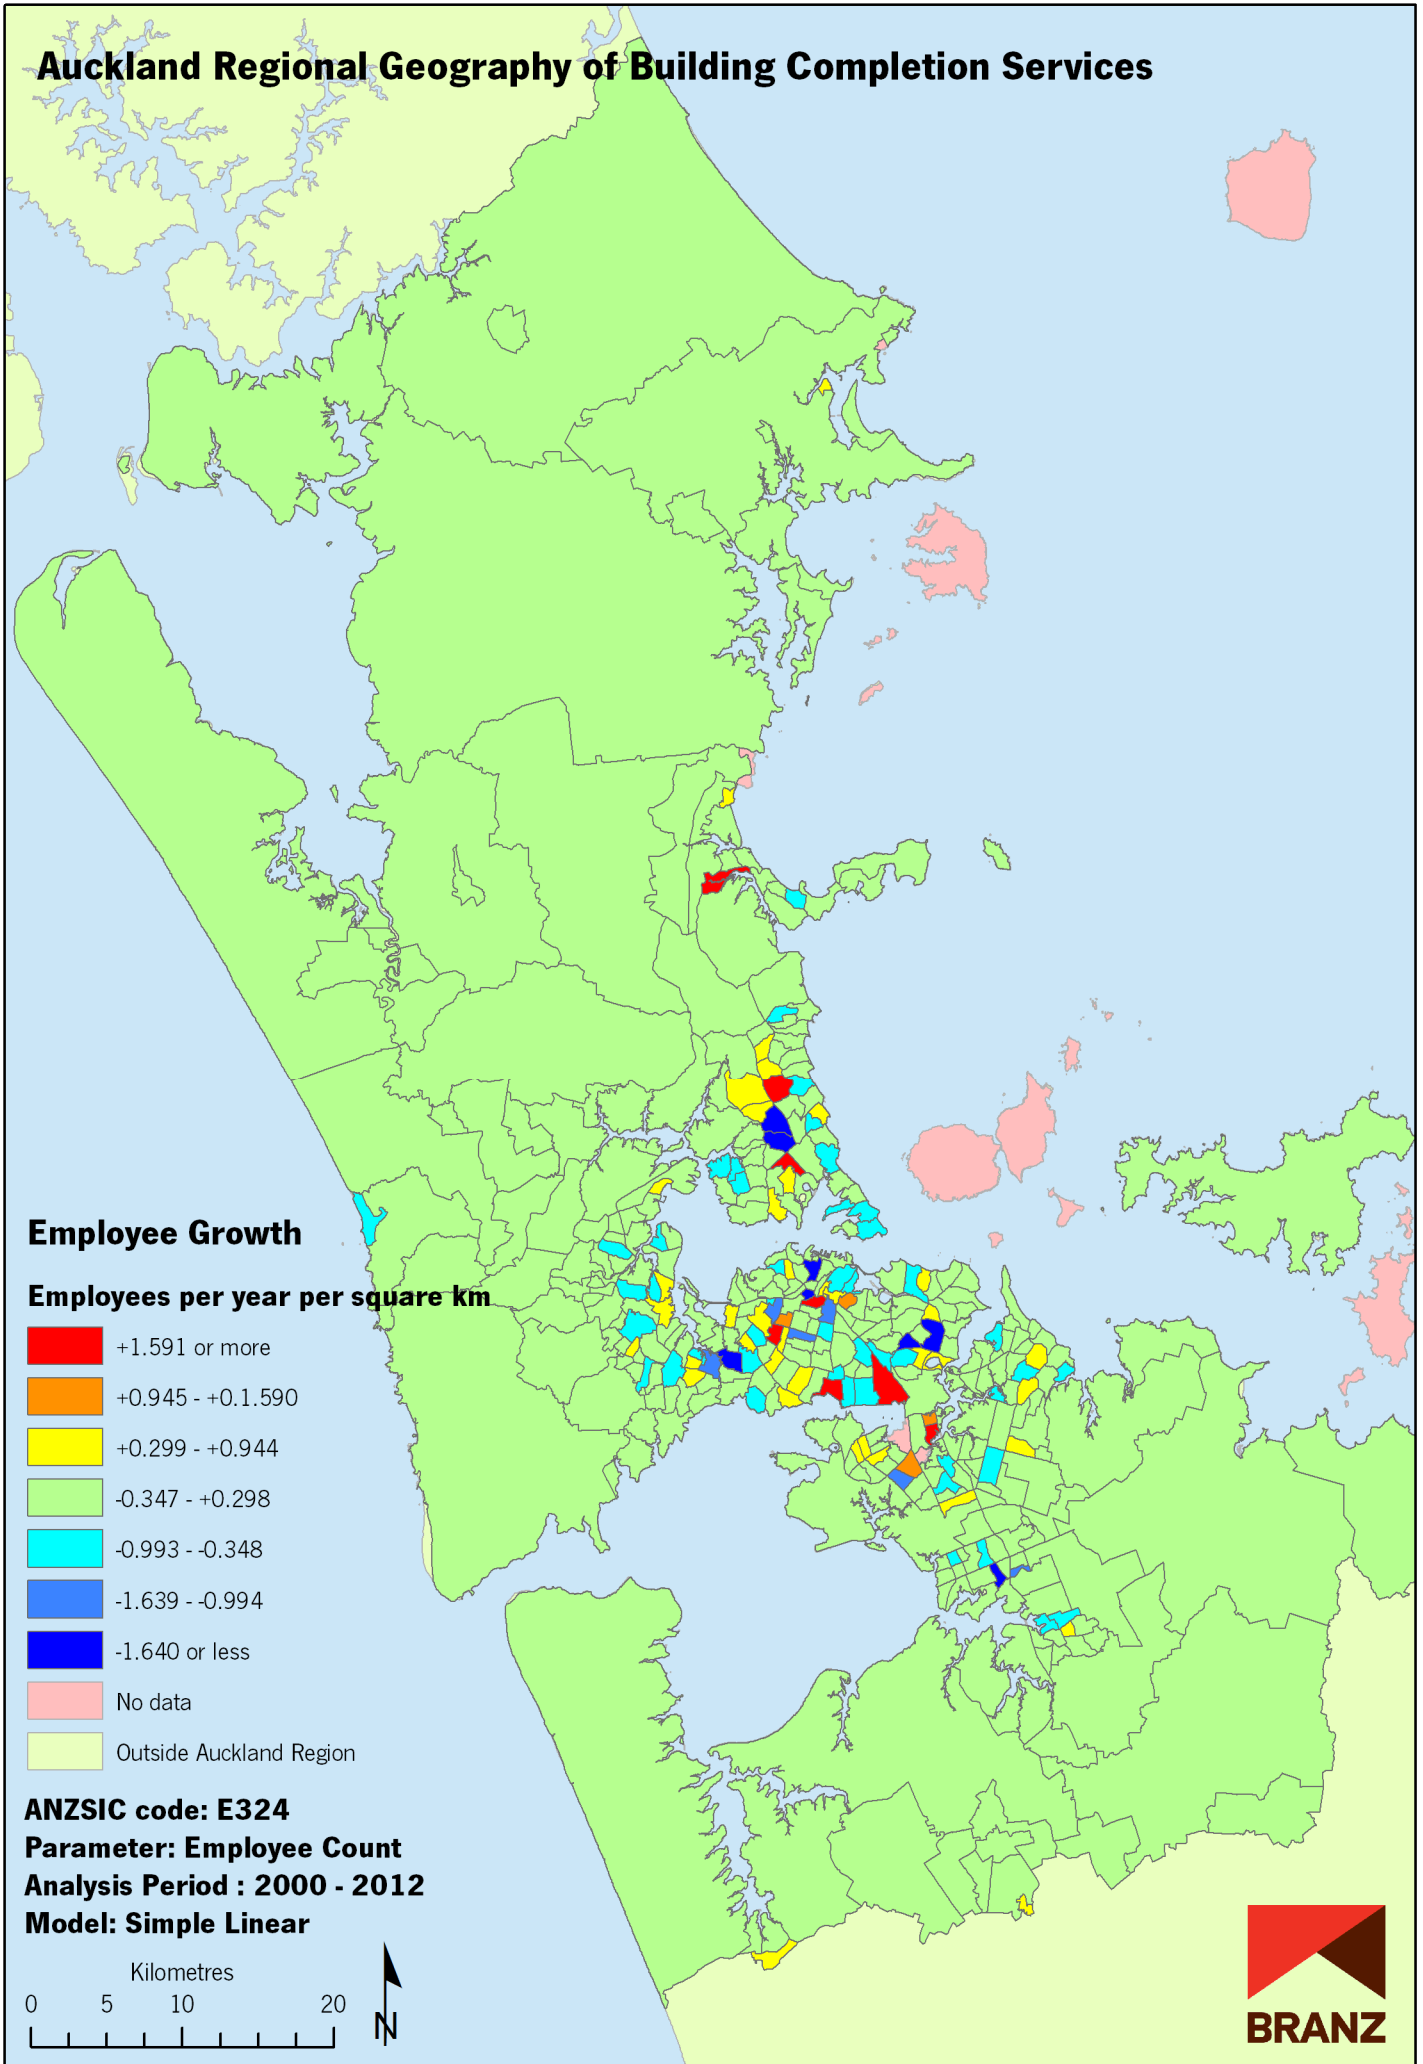 Auckland Regional Geography of Building Completion Services
Employee Growth
Employees per year per square km
+1.591 or more
+0.945 - +0.1.590
+0.299 - +0.944
-0.347 - +0.298
-0.993 - -0.348
-1.639 - -0.994
-1.640 or less
No data
Outside Auckland Region
ANZSIC code: E324
Parameter: Employee Count
Analysis Period : 2000 - 2012
Model: Simple Linear
Kilometres
0 5 10 20
N
BRANZ